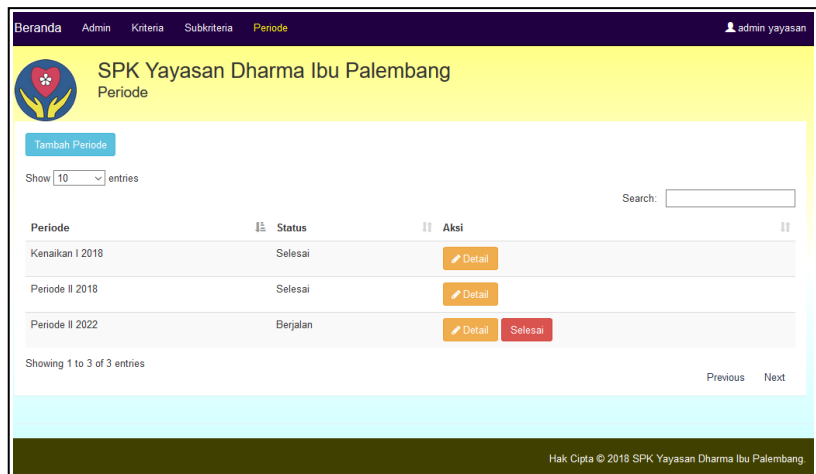 Beranda Admin Kriteria Subkriteria Periode admin yayasan
SPK Yayasan Dharma Ibu Palembang
Periode
Tambah Periode
Show 10 entries
Search:
Periode Status Aksi
Kenaikan I 2018 Selesai Detail
Periode II 2018 Selesai Detail
Periode II 2022 Berjalan Detail Selesai
Showing 1 to 3 of 3 entries
Previous Next
Hak Cipta © 2018 SPK Yayasan Dharma Ibu Palembang.